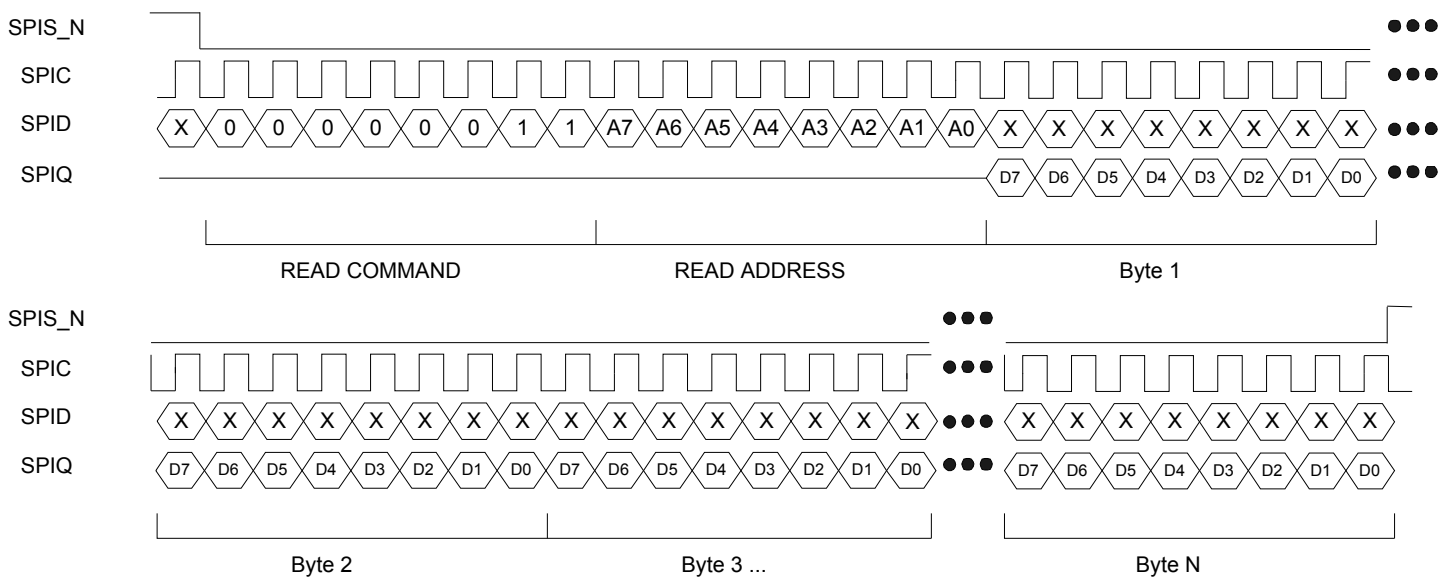 SPIS_N
SPIC
SPID X 0 0 0 0 0 0 1 1 A7 A6 A5 A4 A3 A2 A1 A0 X X X X X X X X
SPIQ D7 D6 D5 D4 D3 D2 D1 D0
READ COMMAND READ ADDRESS Byte 1
SPIS_N
SPIC
SPID X X X X X X X X X X X X X X X X X X X X X X X X
SPIQ D7 D6 D5 D4 D3 D2 D1 D0 D7 D6 D5 D4 D3 D2 D1 D0 D7 D6 D5 D4 D3 D2 D1 D0
Byte 2 Byte 3 ... Byte N